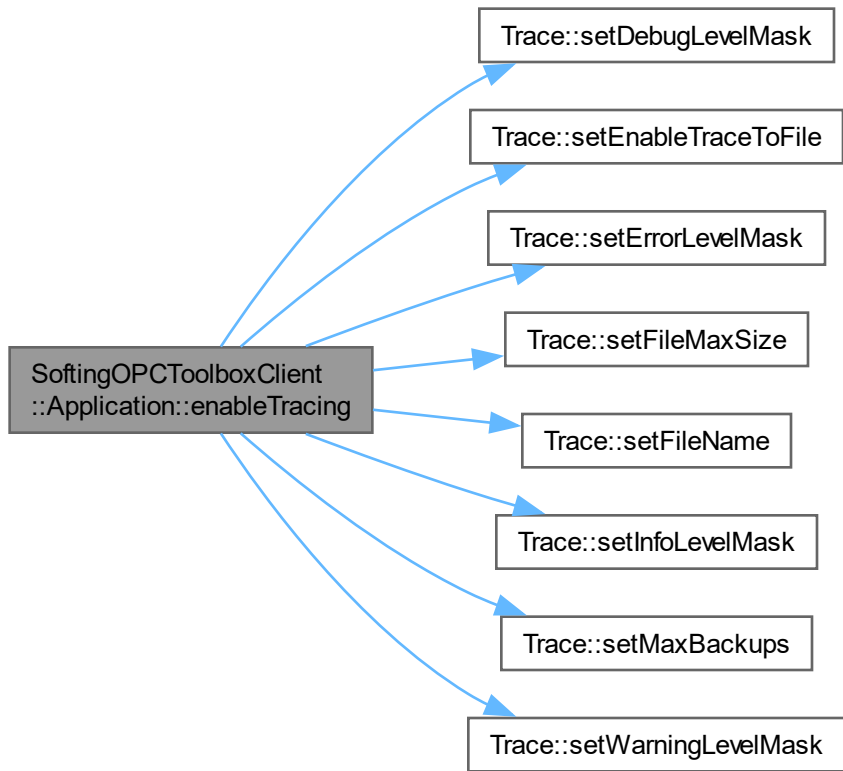 Trace::setDebugLevelMask
Trace::setEnableTraceToFile
Trace::setErrorLevelMask
Trace::setFileMaxSize
SoftingOPCToolboxClient
::Application::enableTracing
Trace::setFileName
Trace::setInfoLevelMask
Trace::setMaxBackups
Trace::setWarningLevelMask